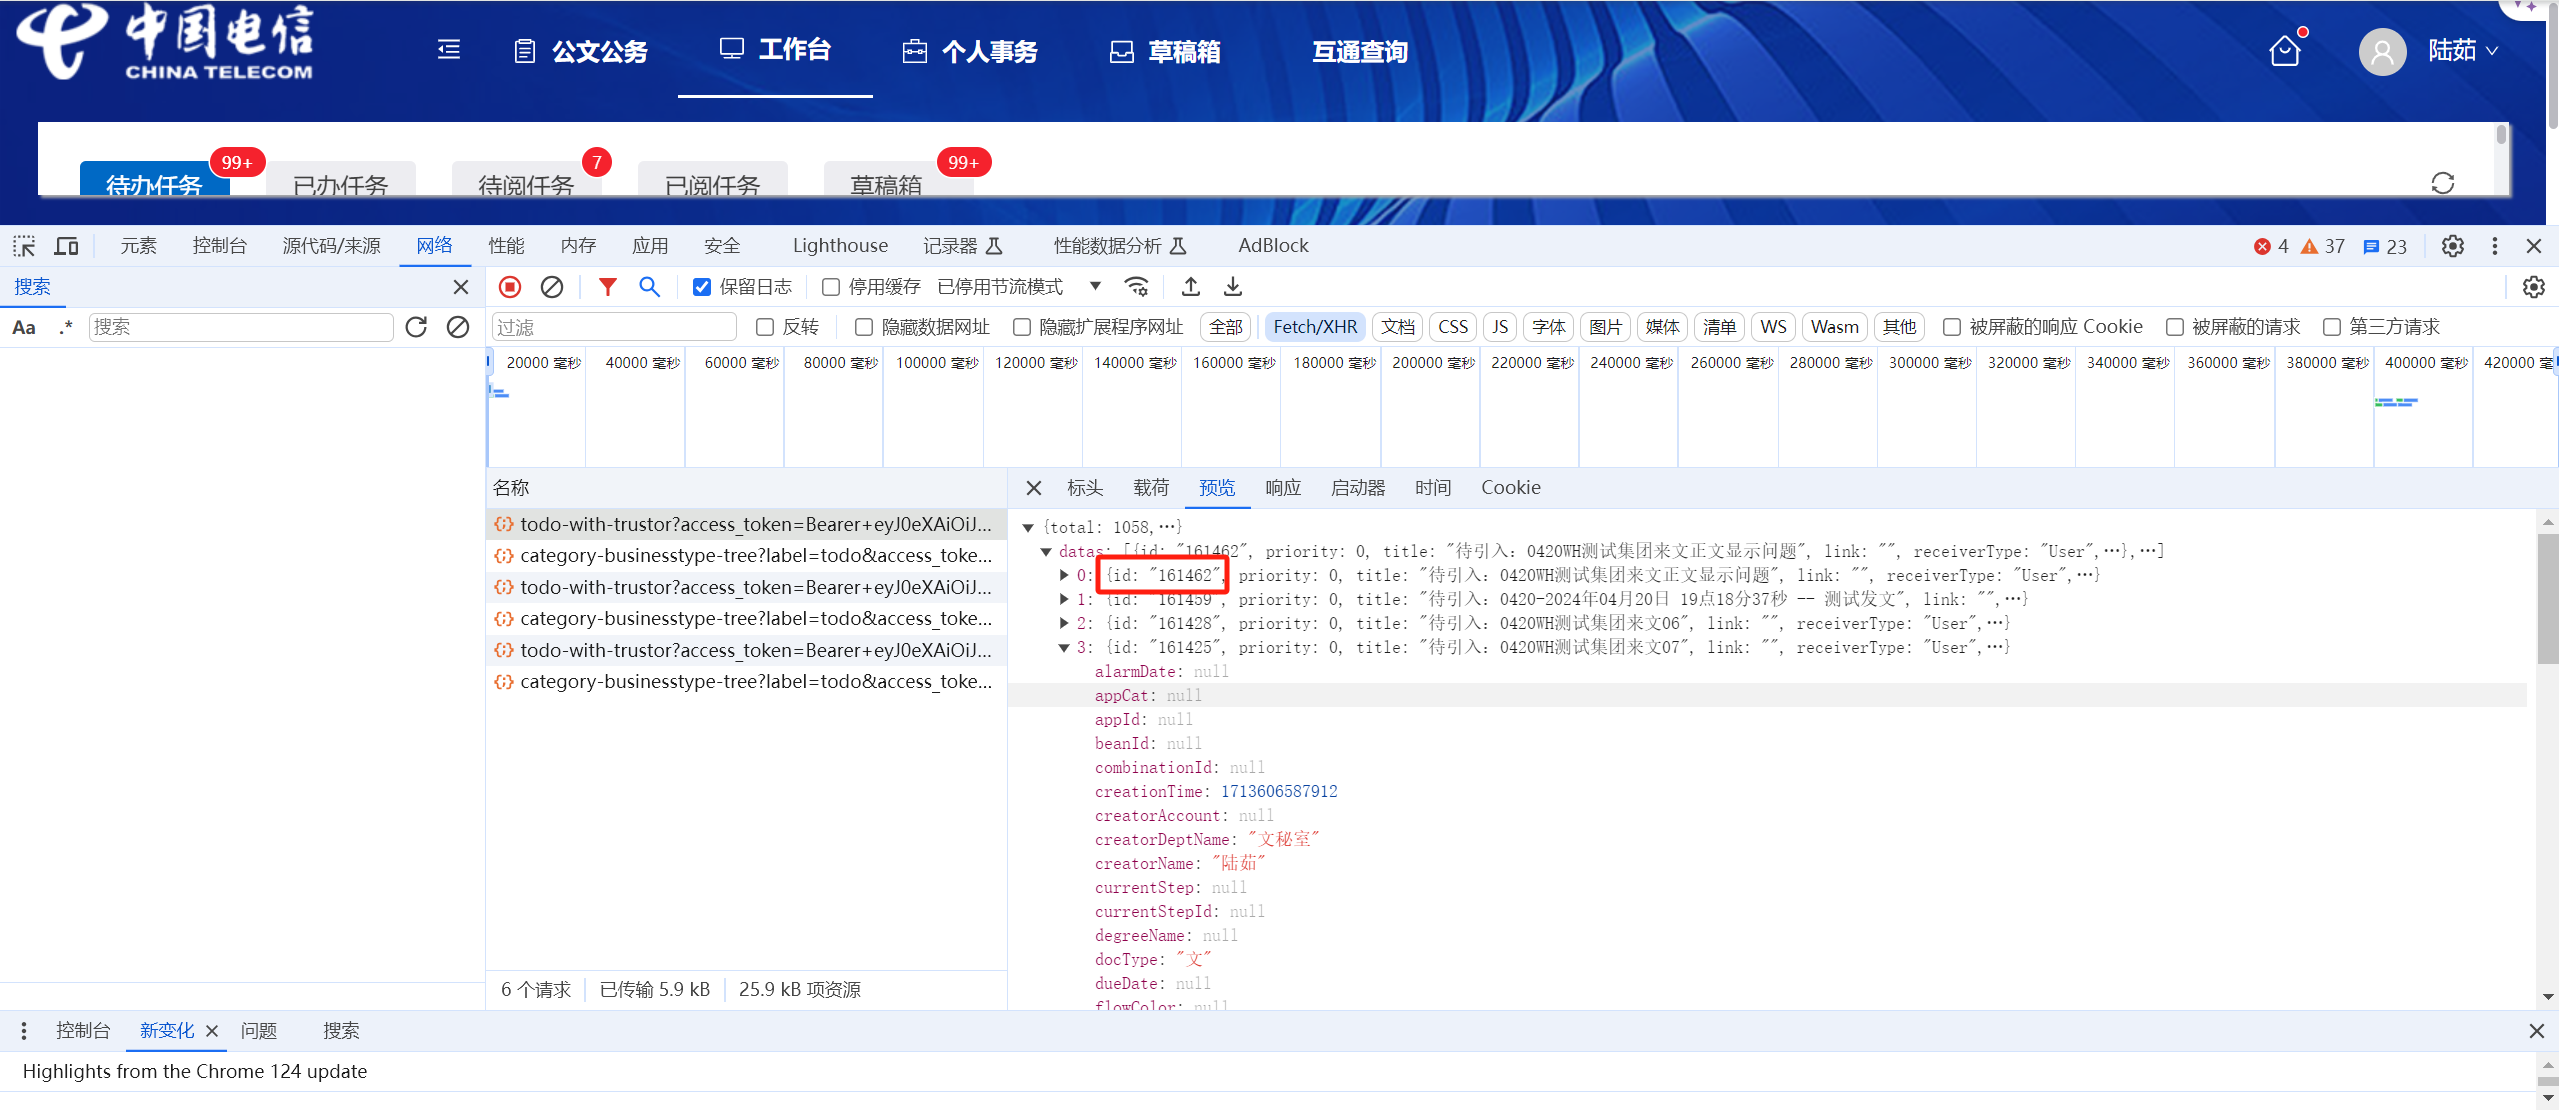 中国电信
CHINA TELECOM
公文公务
工作台
个人事务
草稿箱
互通查询
陆茹
待办任务 99+
已办任务
待阅任务 7
已阅任务
草稿箱 99+
元素 控制台 源代码/来源 网络 性能 内存 应用 安全 Lighthouse 记录器 性能数据分析 AdBlock 4 37 23
搜索
保留日志 停用缓存 已停用节流模式
Aa .* 搜索
过滤 反转 隐藏数据网址 隐藏扩展程序网址 全部 Fetch/XHR 文档 CSS JS 字体 图片 媒体 清单 WS Wasm 其他 被屏蔽的响应 Cookie 被屏蔽的请求 第三方请求
20000 毫秒 40000 毫秒 60000 毫秒 80000 毫秒 100000 毫秒 120000 毫秒 140000 毫秒 160000 毫秒 180000 毫秒 200000 毫秒 220000 毫秒 240000 毫秒 260000 毫秒 280000 毫秒 300000 毫秒 320000 毫秒 340000 毫秒 360000 毫秒 380000 毫秒 400000 毫秒 420000 毫
名称
todo-with-trustor?access_token=Bearer+eyJ0eXAiOiJ...
category-businesstype-tree?label=todo&access_toke...
todo-with-trustor?access_token=Bearer+eyJ0eXAiOiJ...
category-businesstype-tree?label=todo&access_toke...
todo-with-trustor?access_token=Bearer+eyJ0eXAiOiJ...
category-businesstype-tree?label=todo&access_toke...
6 个请求 已传输 5.9 kB 25.9 kB 项资源
标头 载荷 预览 响应 启动器 时间 Cookie
{total: 1058,…}
datas: [{id: "161462", priority: 0, title: "待引入：0420WH测试集团来文正文显示问题", link: "", receiverType: "User",…},…]
0: {id: "161462", priority: 0, title: "待引入：0420WH测试集团来文正文显示问题", link: "", receiverType: "User",…}
1: {id: "161459", priority: 0, title: "待引入：0420-2024年04月20日 19点18分37秒 -- 测试发文", link: "",…}
2: {id: "161428", priority: 0, title: "待引入：0420WH测试集团来文06", link: "", receiverType: "User",…}
3: {id: "161425", priority: 0, title: "待引入：0420WH测试集团来文07", link: "", receiverType: "User",…}
alarmDate: null
appCat: null
appId: null
beanId: null
combinationId: null
creationTime: 1713606587912
creatorAccount: null
creatorDeptName: "文秘室"
creatorName: "陆茹"
currentStep: null
currentStepId: null
degreeName: null
docType: "文"
dueDate: null
flowColor: null
控制台 新变化 问题 搜索
Highlights from the Chrome 124 update